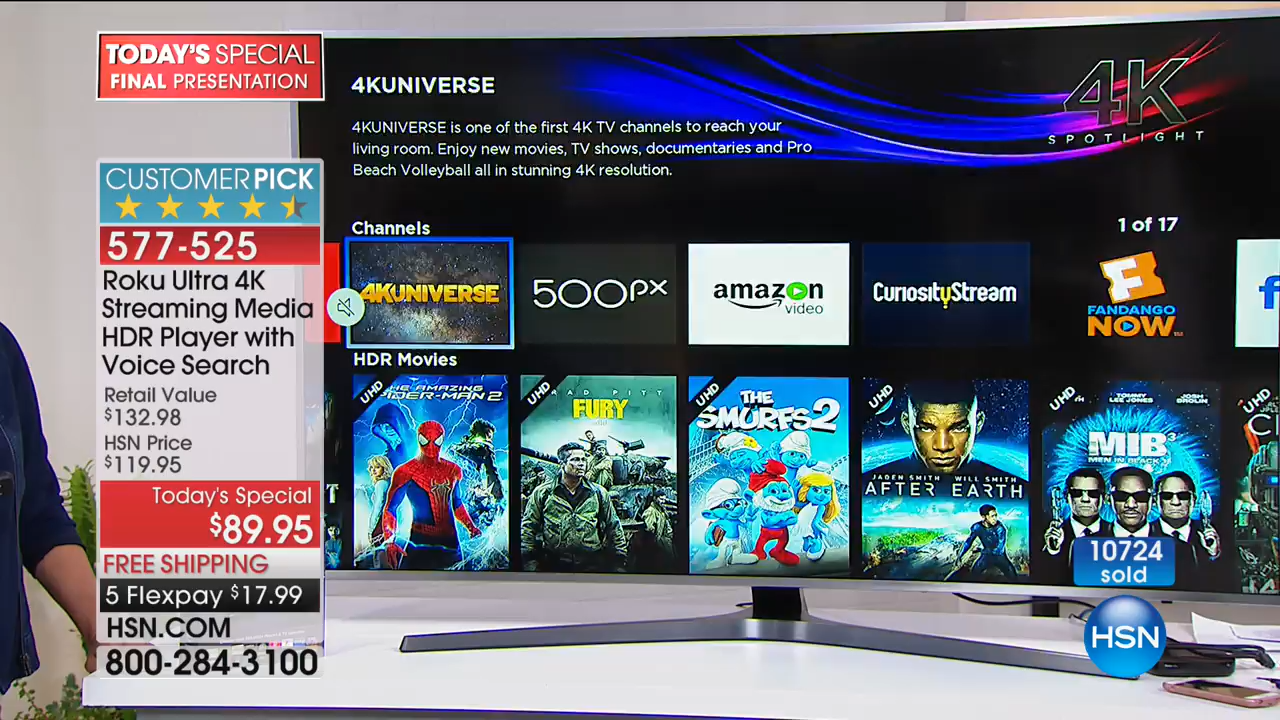 TODAY'S SPECIAL
FINAL PRESENTATION
CUSTOMER PICK
577-525
Roku Ultra 4K
Streaming Media
HDR Player with
Voice Search
Retail Value
$132.98
HSN Price
$119.95
Today's Special
$89.95
FREE SHIPPING
5 Flexpay $17.99
HSN.COM
800-284-3100
4KUNIVERSE
4KUNIVERSE is one of the first 4K TV channels to reach your
living room. Enjoy new movies, TV shows, documentaries and Pro
Beach Volleyball all in stunning 4K resolution.
4K
SPOTLIGHT
Channels
1 of 17
4KUNIVERSE
500px
amazon
video
CuriosityStream
FANDANGO
NOW
HDR Movies
UHD
THE AMAZING
SPIDER-MAN 2
UHD
BRAD PITT
FURY
UHD
THE
SMURFS 2
UHD
JADEN SMITH WILL SMITH
AFTER EARTH
UHD
TOMMY
LEE JONES
JOSH
BROLIN
MIB³
MEN IN BLACK 3
UHD
10724
sold
HSN